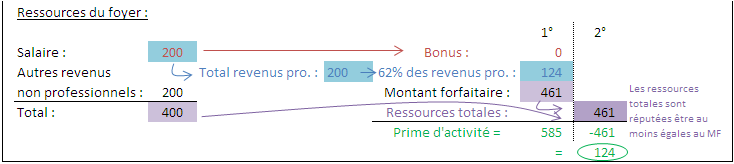 Ressources du foyer :
1° 2°
Salaire : 200 Bonus : 0
Autres revenus Total revenus pro. : 200 62% des revenus pro. : 124
non professionnels : 200 Montant forfaitaire : 461
Total : 400 Ressources totales : 461
Prime d'activité = 585 -461
= 124
Les ressources
totales sont
réputées être au
moins égales au MF